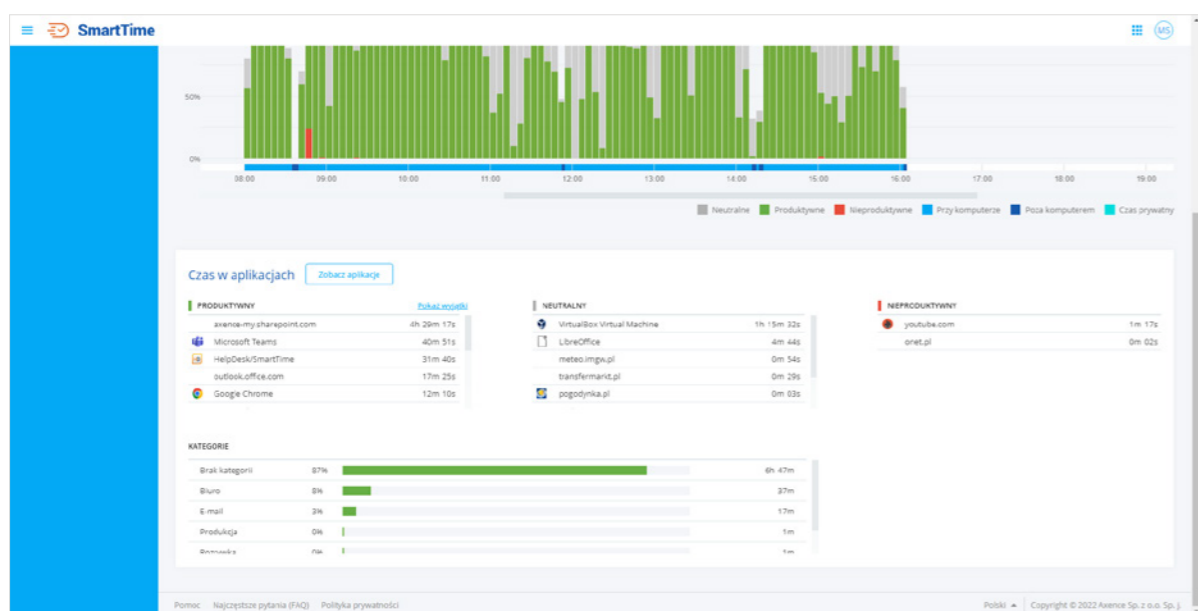 SmartTime
MS
50%
0%
08:00 09:00 10:00 11:00 12:00 13:00 14:00 15:00 16:00 17:00 18:00 19:00
Neutralne Produktywne Nieproduktywne Przy komputerze Poza komputerem Czas prywatny
Czas w aplikacjach Zobacz aplikacje
PRODUKTYWNY Pokaż wyjątki
axence-my.sharepoint.com 4h 29m 17s
Microsoft Teams 40m 51s
HelpDesk/SmartTime 31m 40s
outlook.office.com 17m 25s
Google Chrome 12m 10s
NEUTRALNY
VirtualBox Virtual Machine 1h 15m 32s
LibreOffice 4m 44s
meteo.imgw.pl 0m 54s
transfermarkt.pl 0m 29s
pogodynka.pl 0m 03s
NIEPRODUKTYWNY
youtube.com 1m 17s
oret.pl 0m 02s
KATEGORIE
Brak kategorii 87% 6h 47m
Biuro 8% 37m
E-mail 3% 17m
Produkcja 0% 1m
Rozrywka 0% 1m
Pomoc Najczęstsze pytania (FAQ) Polityka prywatności
Polski Copyright © 2022 Axence Sp. z o.o. Sp. j.